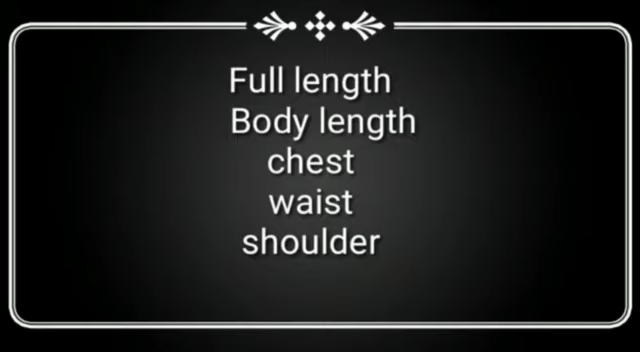 Full length
Body length
chest
waist
shoulder